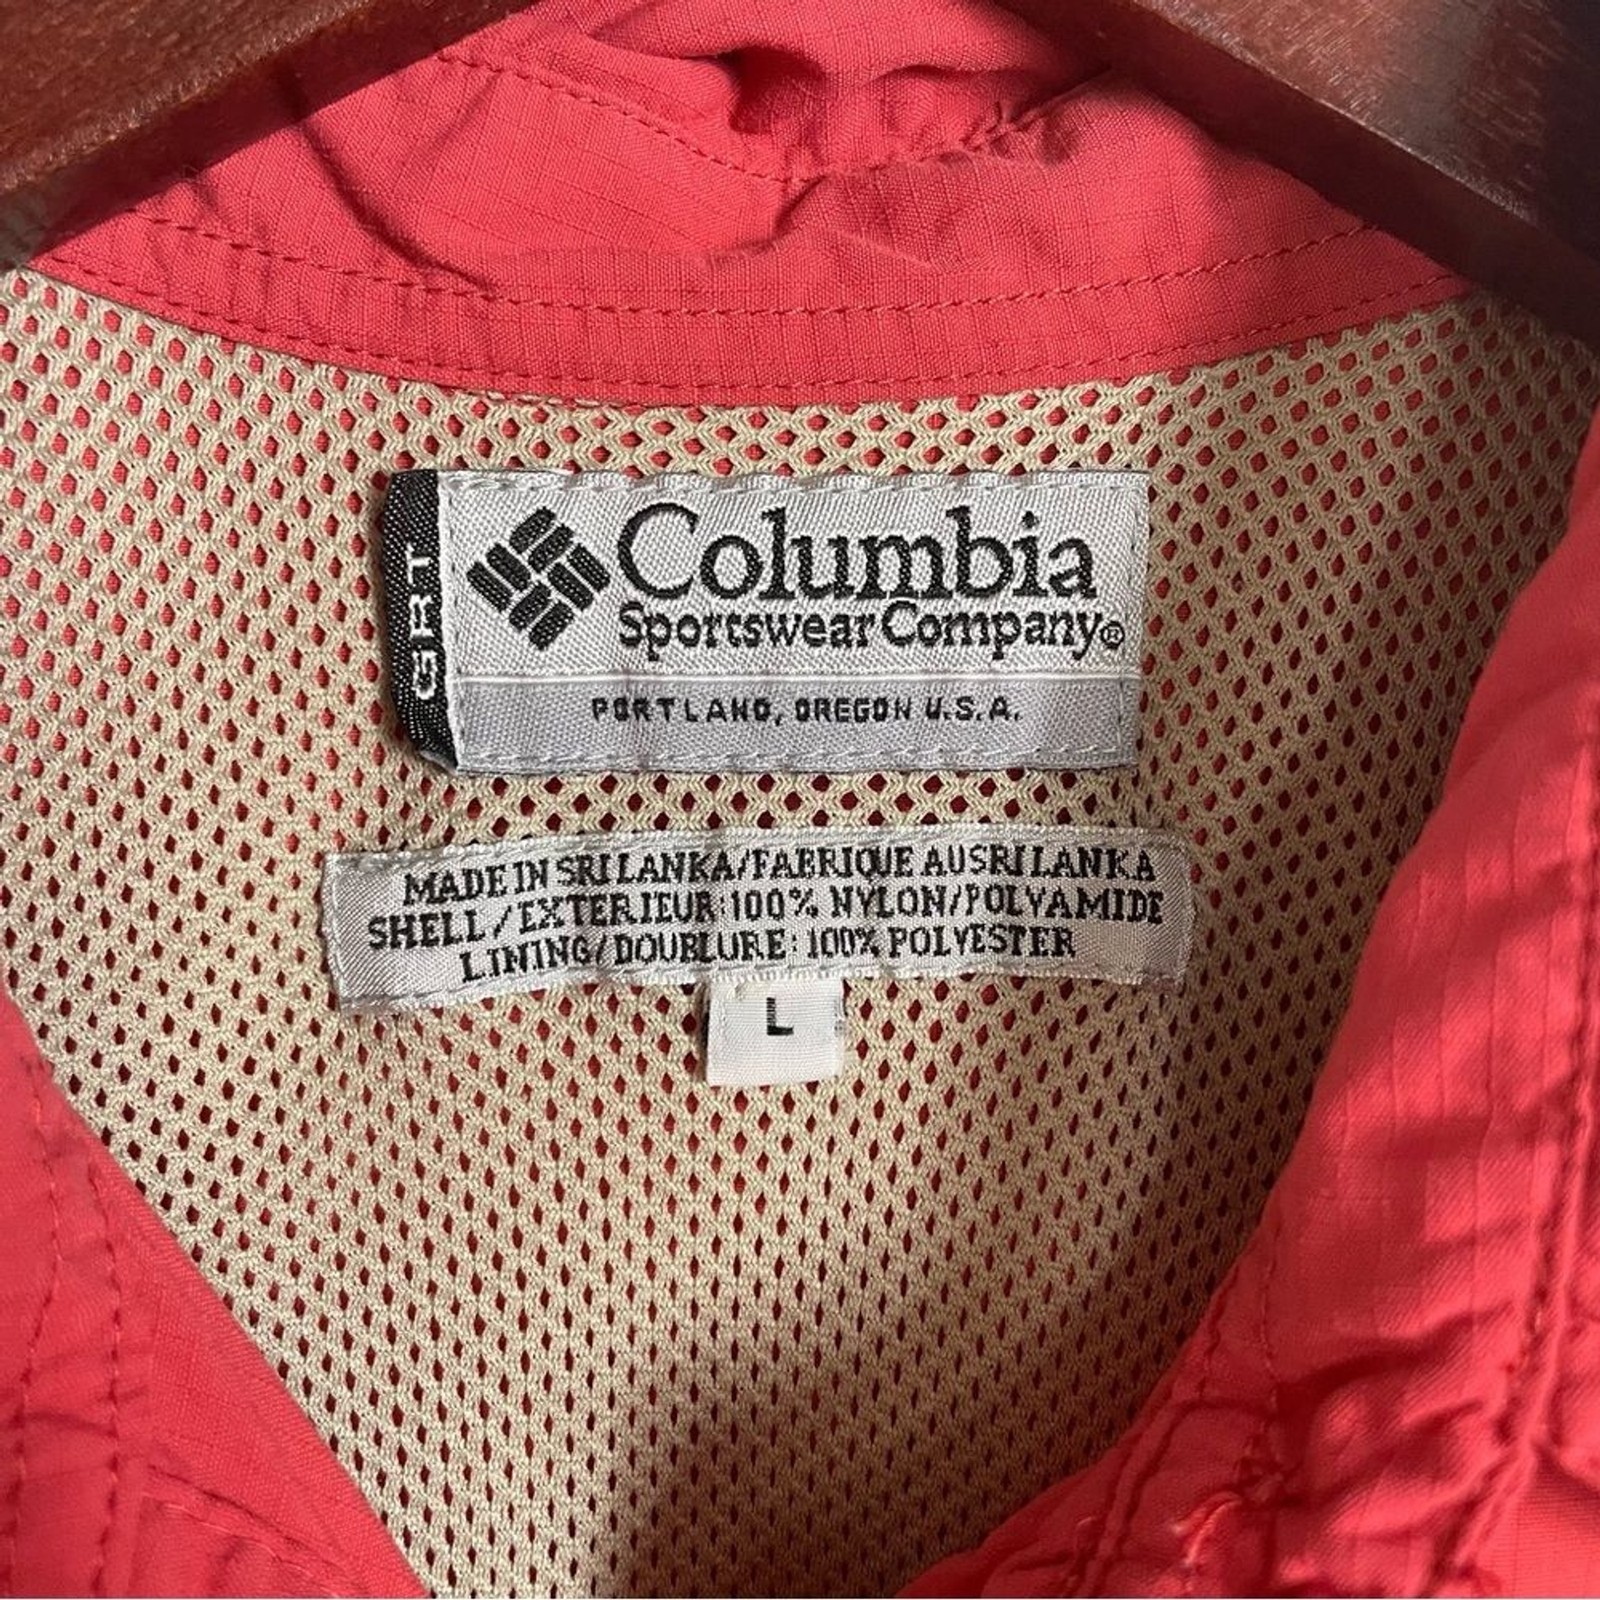 GRT
Columbia
Sportswear Company®
PORTLAND, OREGON U.S.A.
MADE IN SRI LANKA/FABRIQUE AU SRI LANKA
SHELL/EXTERIEUR:100% NYLON/POLYAMIDE
LINING/DOUBLURE: 100% POLYESTER
L